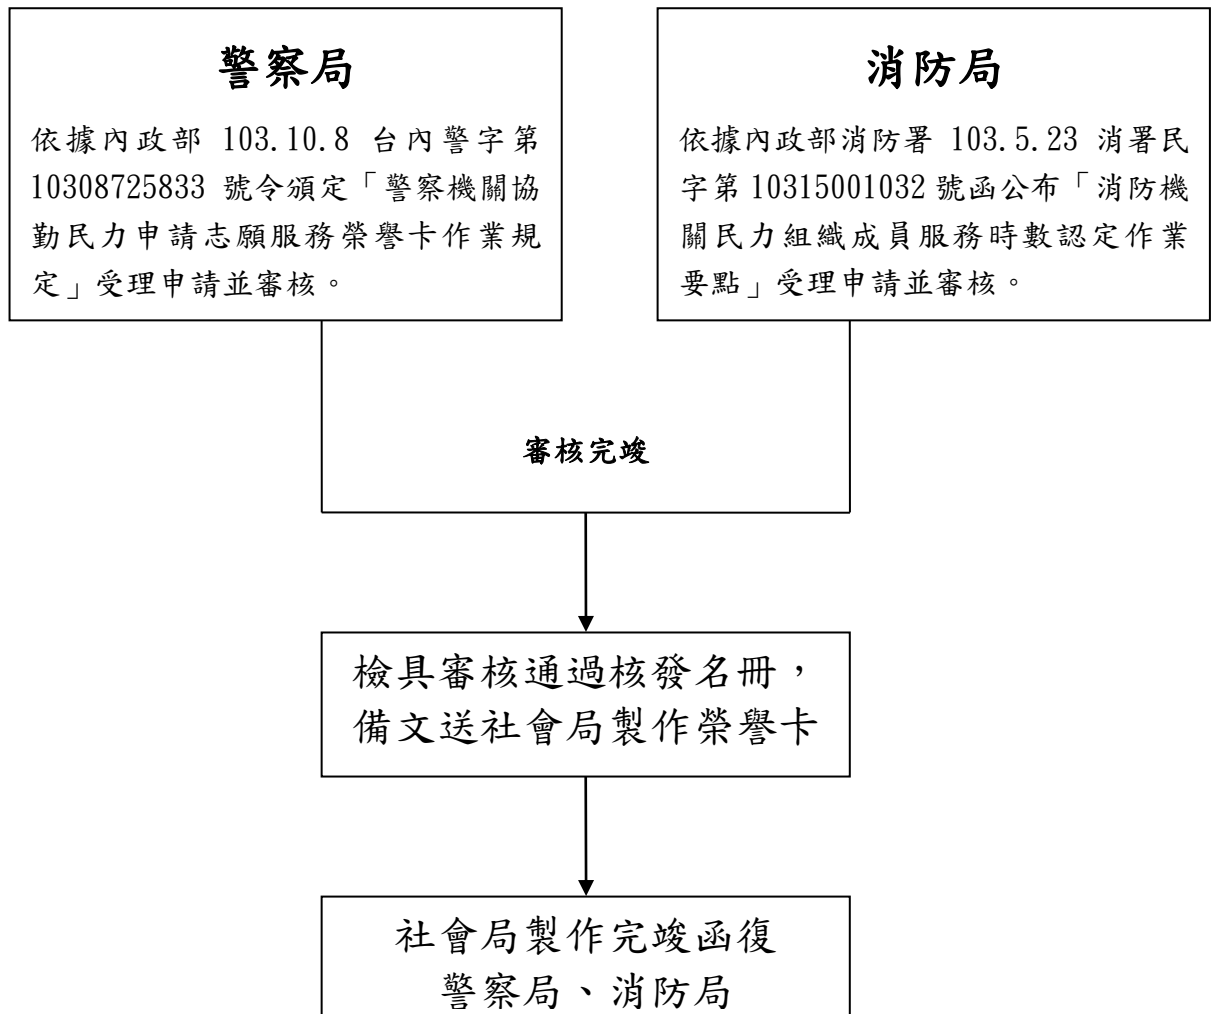 警察局
依據內政部 103.10.8 台內警字第
10308725833 號令頒定「警察機關協
勤民力申請志願服務榮譽卡作業規
定」受理申請並審核。
消防局
依據內政部消防署 103.5.23 消署民
字第 10315001032 號函公布「消防機
關民力組織成員服務時數認定作業
要點」受理申請並審核。
審核完竣
檢具審核通過核發名冊，
備文送社會局製作榮譽卡
社會局製作完竣函復
警察局、消防局